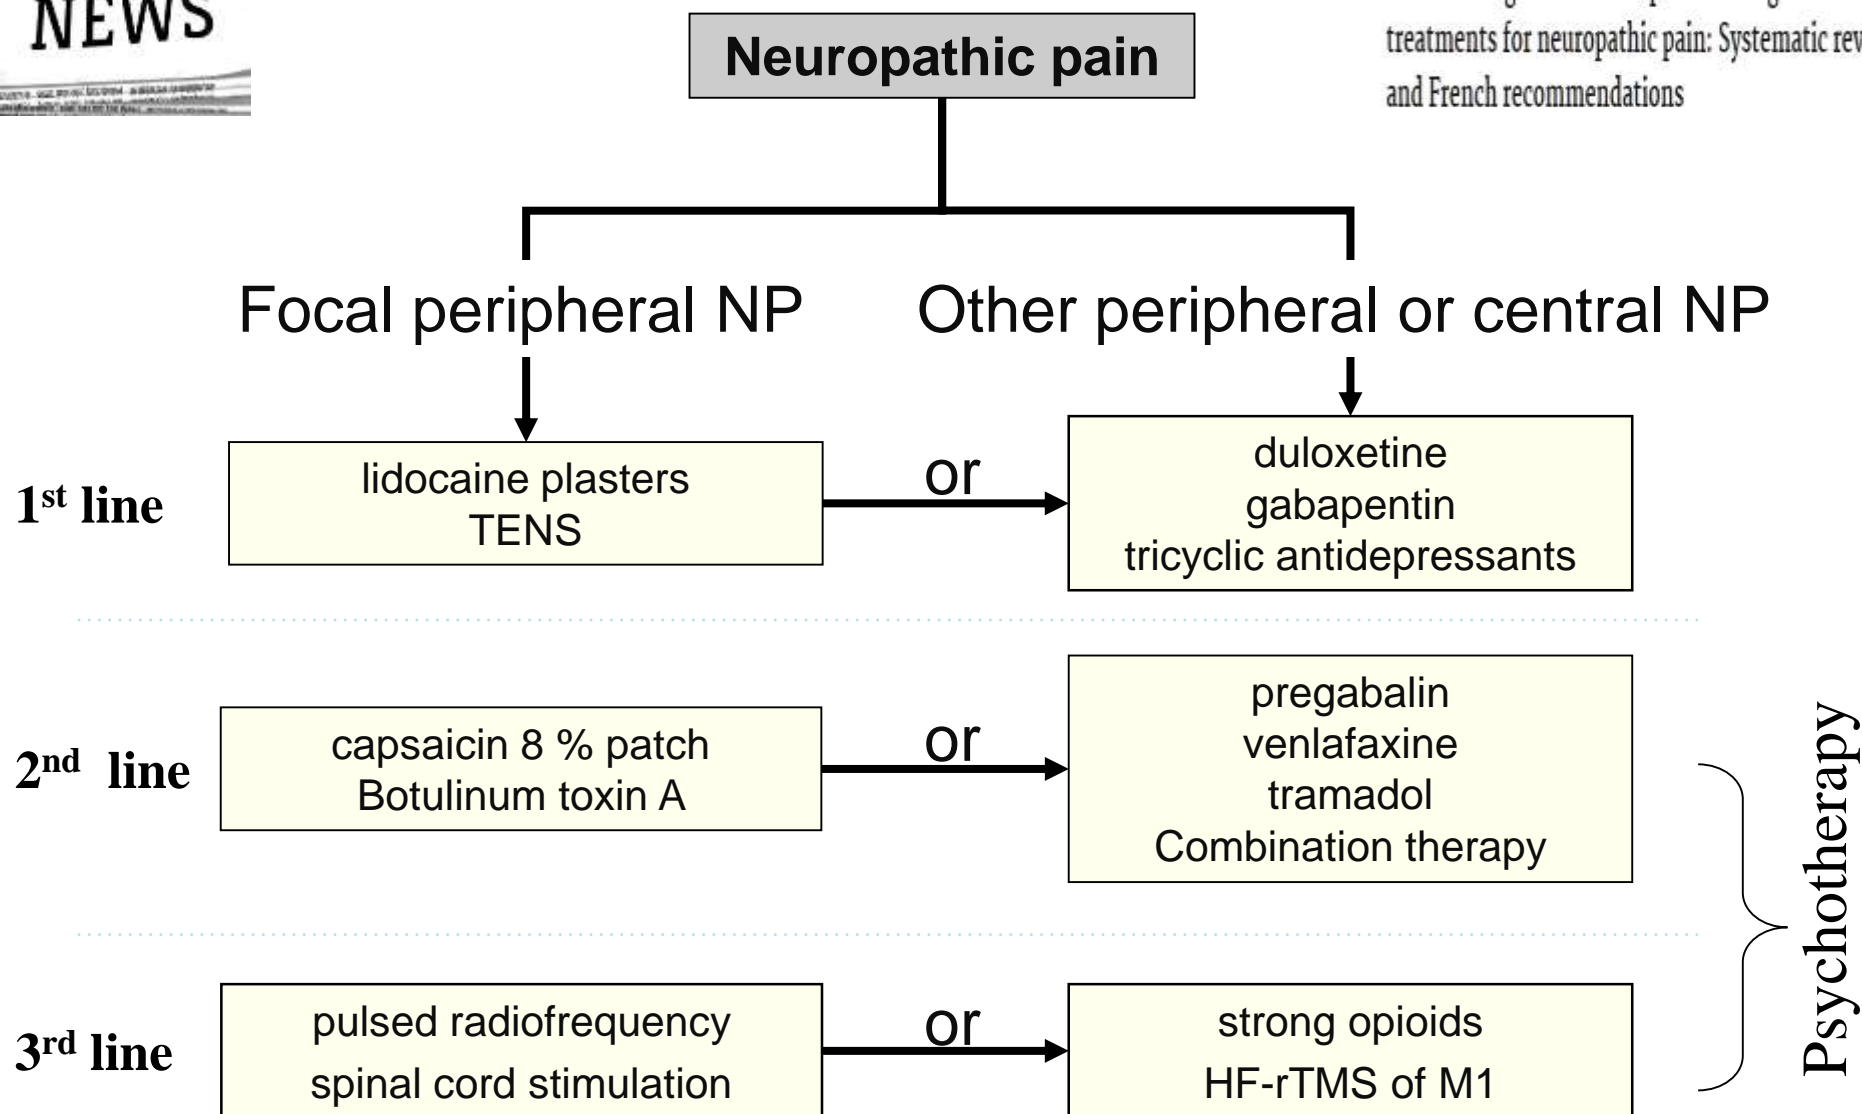 NEWS
Neuropathic pain
treatments for neuropathic pain: Systematic rev
and French recommendations
Focal peripheral NP
Other peripheral or central NP
1st line
lidocaine plasters
TENS
or
duloxetine
gabapentin
tricyclic antidepressants
2nd line
capsaicin 8 % patch
Botulinum toxin A
or
pregabalin
venlafaxine
tramadol
Combination therapy
3rd line
pulsed radiofrequency
spinal cord stimulation
or
strong opioids
HF-rTMS of M1
Psychotherapy